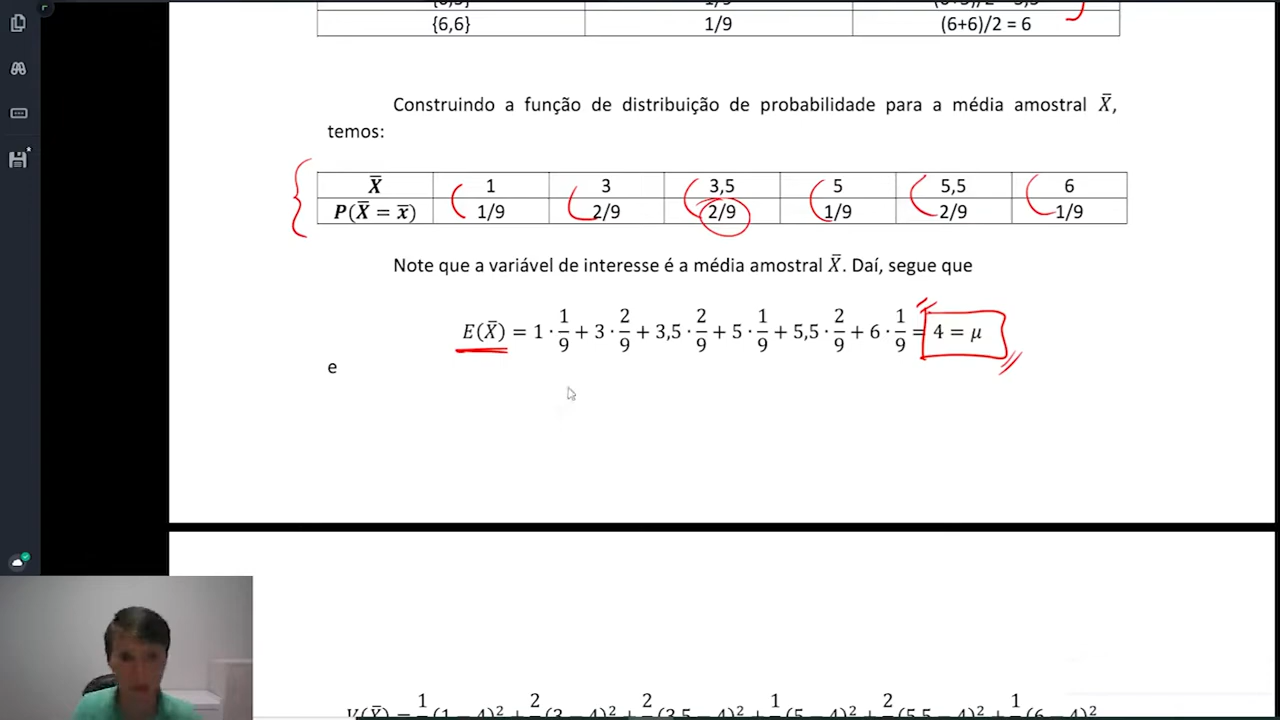 {6,6} 1/9 (6+6)/2 = 6
Construindo a função de distribuição de probabilidade para a média amostral X̄,
temos:
X̄ 1 3 3,5 5 5,5 6
P(X̄ = x̄) 1/9 2/9 2/9 1/9 2/9 1/9
Note que a variável de interesse é a média amostral X̄. Daí, segue que
E(X̄) = 1 · 1/9 + 3 · 2/9 + 3,5 · 2/9 + 5 · 1/9 + 5,5 · 2/9 + 6 · 1/9 = 4 = μ
e